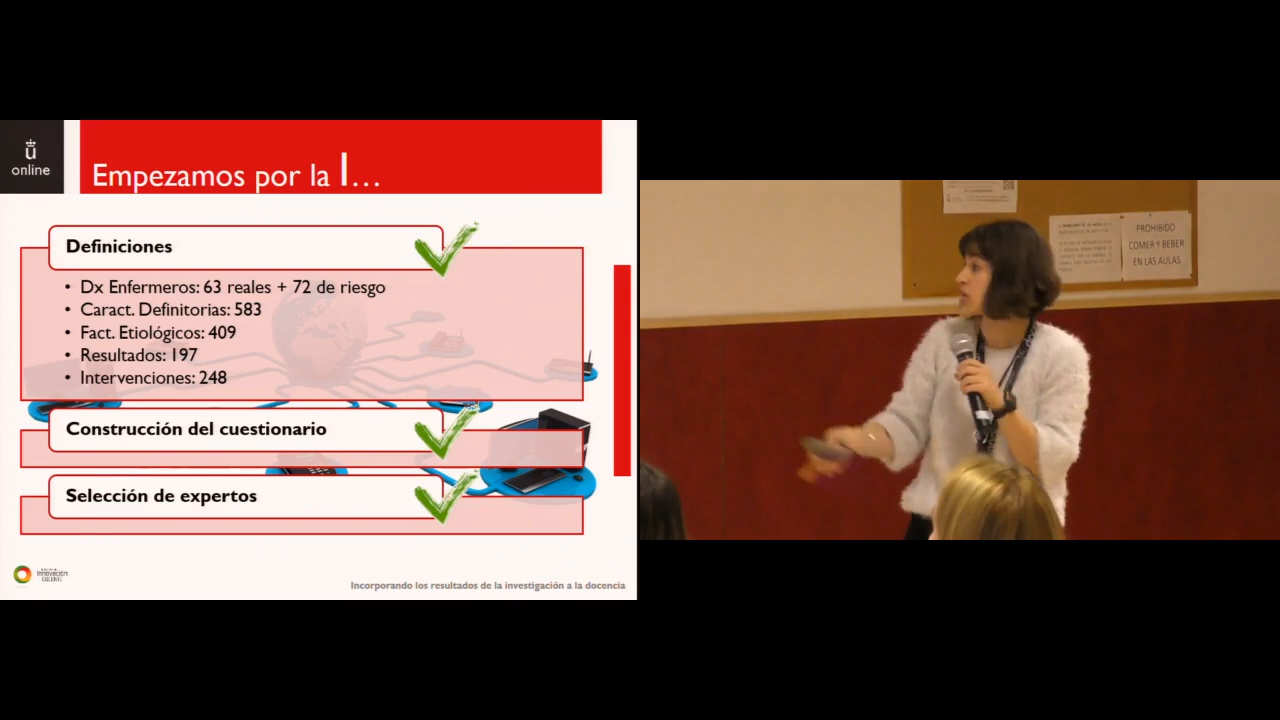 ü
online
Empezamos por la I...
Definiciones
• Dx Enfermeros: 63 reales + 72 de riesgo
• Caract. Definitorias: 583
• Fact. Etiológicos: 409
• Resultados: 197
• Intervenciones: 248
Construcción del cuestionario
Selección de expertos
Innovación
Incorporando los resultados de la investigación a la docencia
PROHIBIDO
COMER Y BEBER
EN LAS AULAS